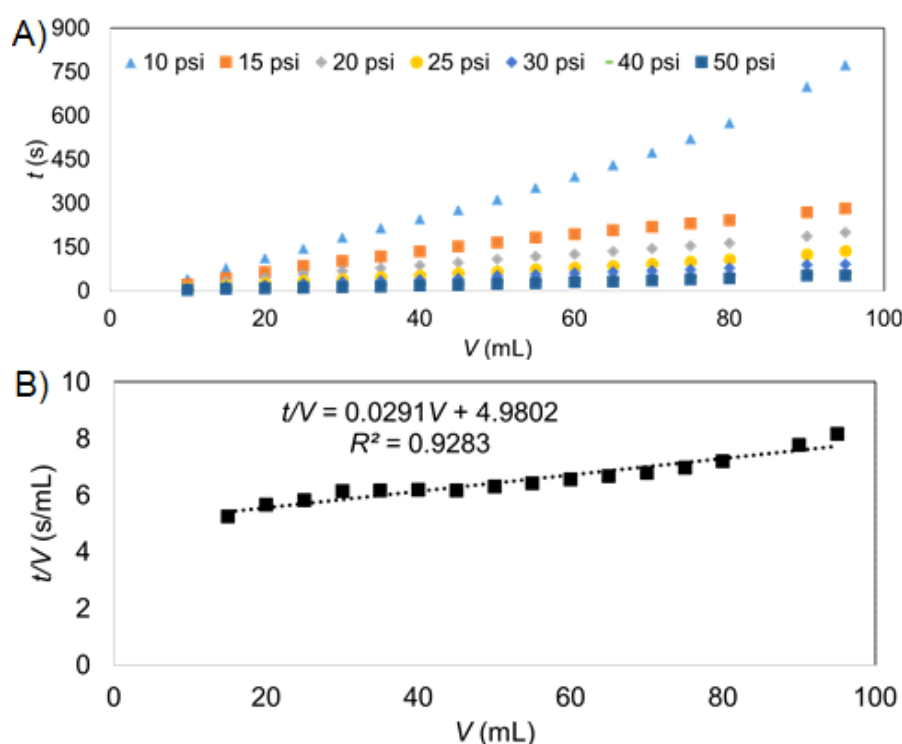 A)
900
750
600
450
300
150
0
t (s)
10 psi 15 psi 20 psi 25 psi 30 psi 40 psi 50 psi
0 20 40 60 80 100
V (mL)
B)
10
8
6
4
2
0
t/V (s/mL)
t/V = 0.0291V + 4.9802
R² = 0.9283
0 20 40 60 80 100
V (mL)